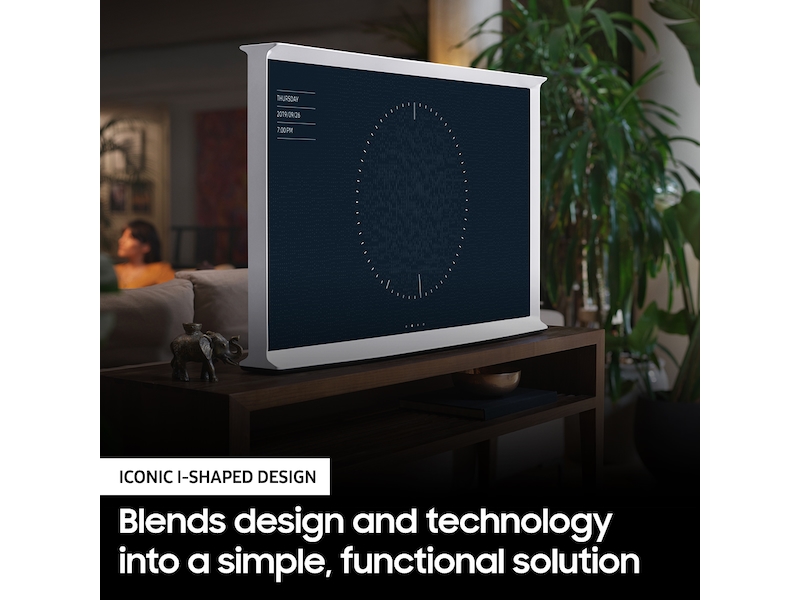 THURSDAY
2019/09/26
7:00 PM
ICONIC I-SHAPED DESIGN
Blends design and technology
into a simple, functional solution